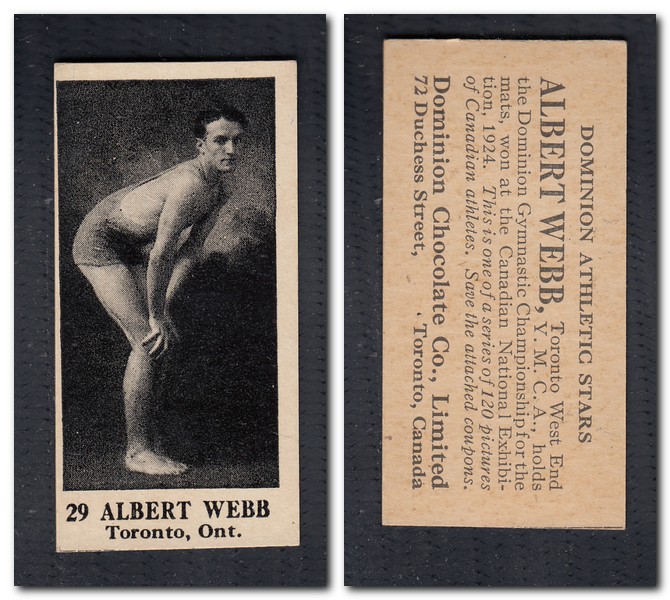 29 ALBERT WEBB
Toronto, Ont.
DOMINION ATHLETIC STARS
ALBERT WEBB, Toronto West End
Y. M. C. A., holds
the Dominion Gymnastic Championship for the
mats, won at the Canadian National Exhibi-
tion, 1924. This is one of a series of 120 pictures
of Canadian athletes. Save the attached coupons.
Dominion Chocolate Co., Limited
72 Duchess Street, Toronto, Canada